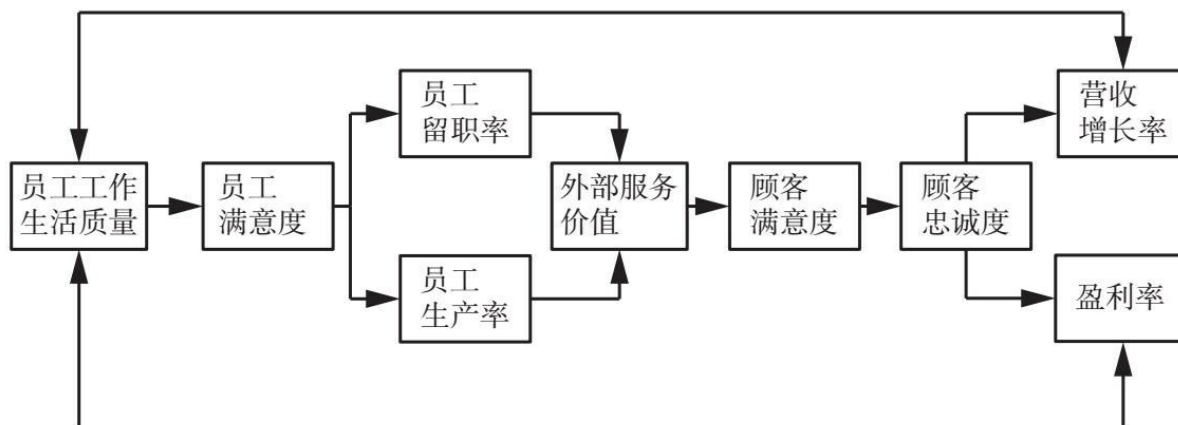 员工工作
生活质量
员工
满意度
员工
留职率
员工
生产率
外部服务
价值
顾客
满意度
顾客
忠诚度
营收
增长率
盈利率